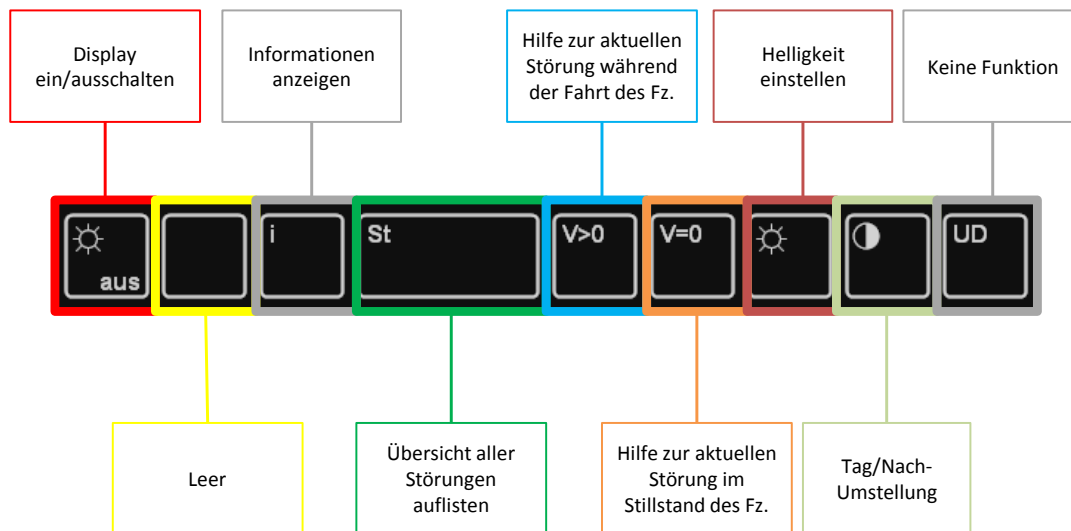 Display
ein/ausschalten
Informationen
anzeigen
Hilfe zur aktuellen
Störung während
der Fahrt des Fz.
Helligkeit
einstellen
Keine Funktion
aus
i
St
V>0
V=0
UD
Leer
Übersicht aller
Störungen
auflisten
Hilfe zur aktuellen
Störung im
Stillstand des Fz.
Tag/Nach-
Umstellung